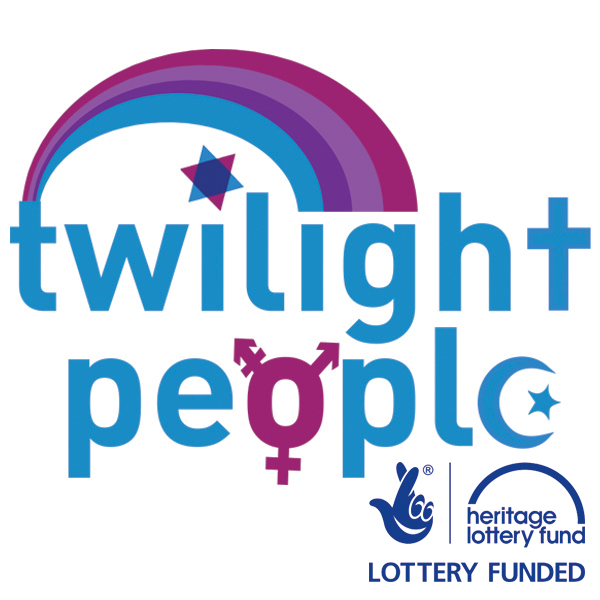 twilight
people
®
heritage
lottery fund
LOTTERY FUNDED